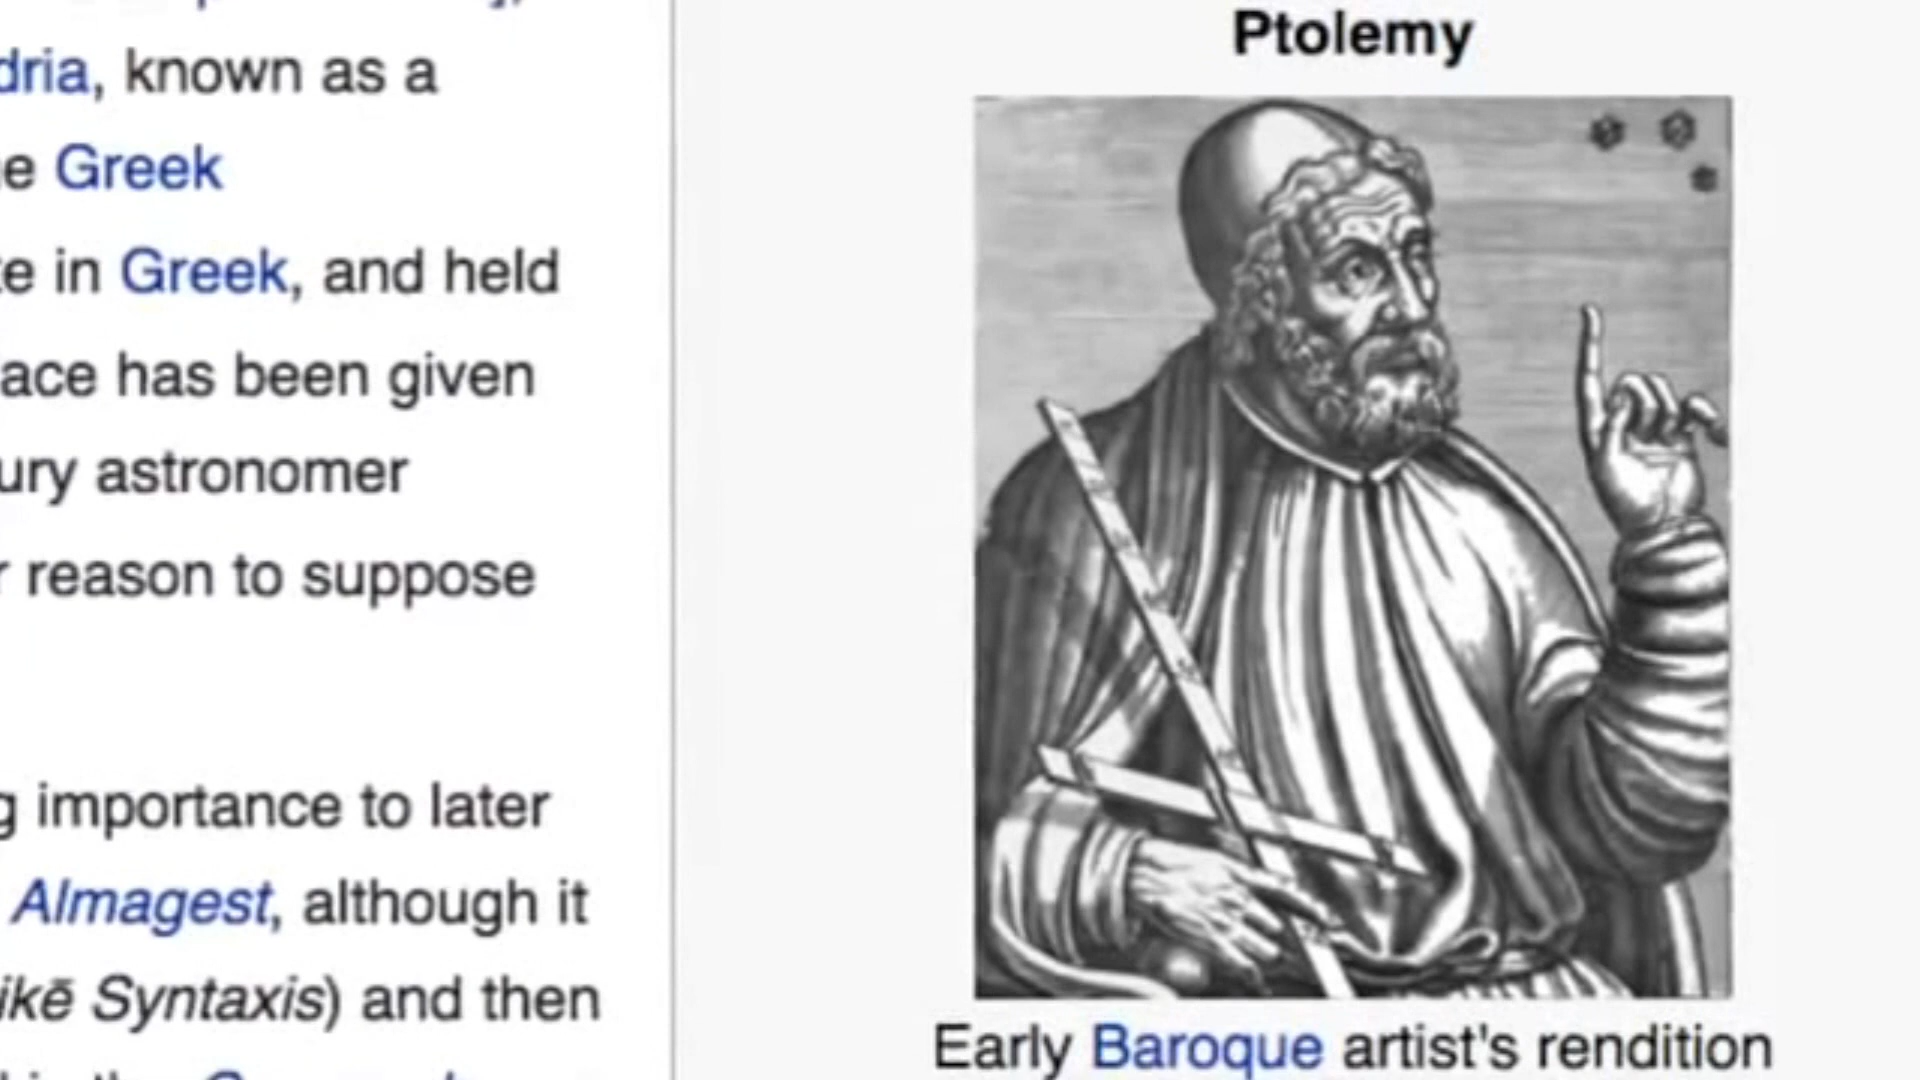 dria, known as a
e Greek
te in Greek, and held
ace has been given
ury astronomer
r reason to suppose
g importance to later
Almagest, although it
ikē Syntaxis) and then
Ptolemy
Early Baroque artist's rendition